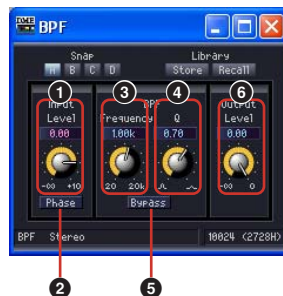 DME BPF
Snap Library
A B C D Store Recall
1 3 4 6
Input BPF Output
Level Frequency Q Level
0.00 1.00k 0.70 0.00
-∞ +10 20 20k -∞ 0
Phase Bypass
BPF Stereo 10024 (2728H)
2 5